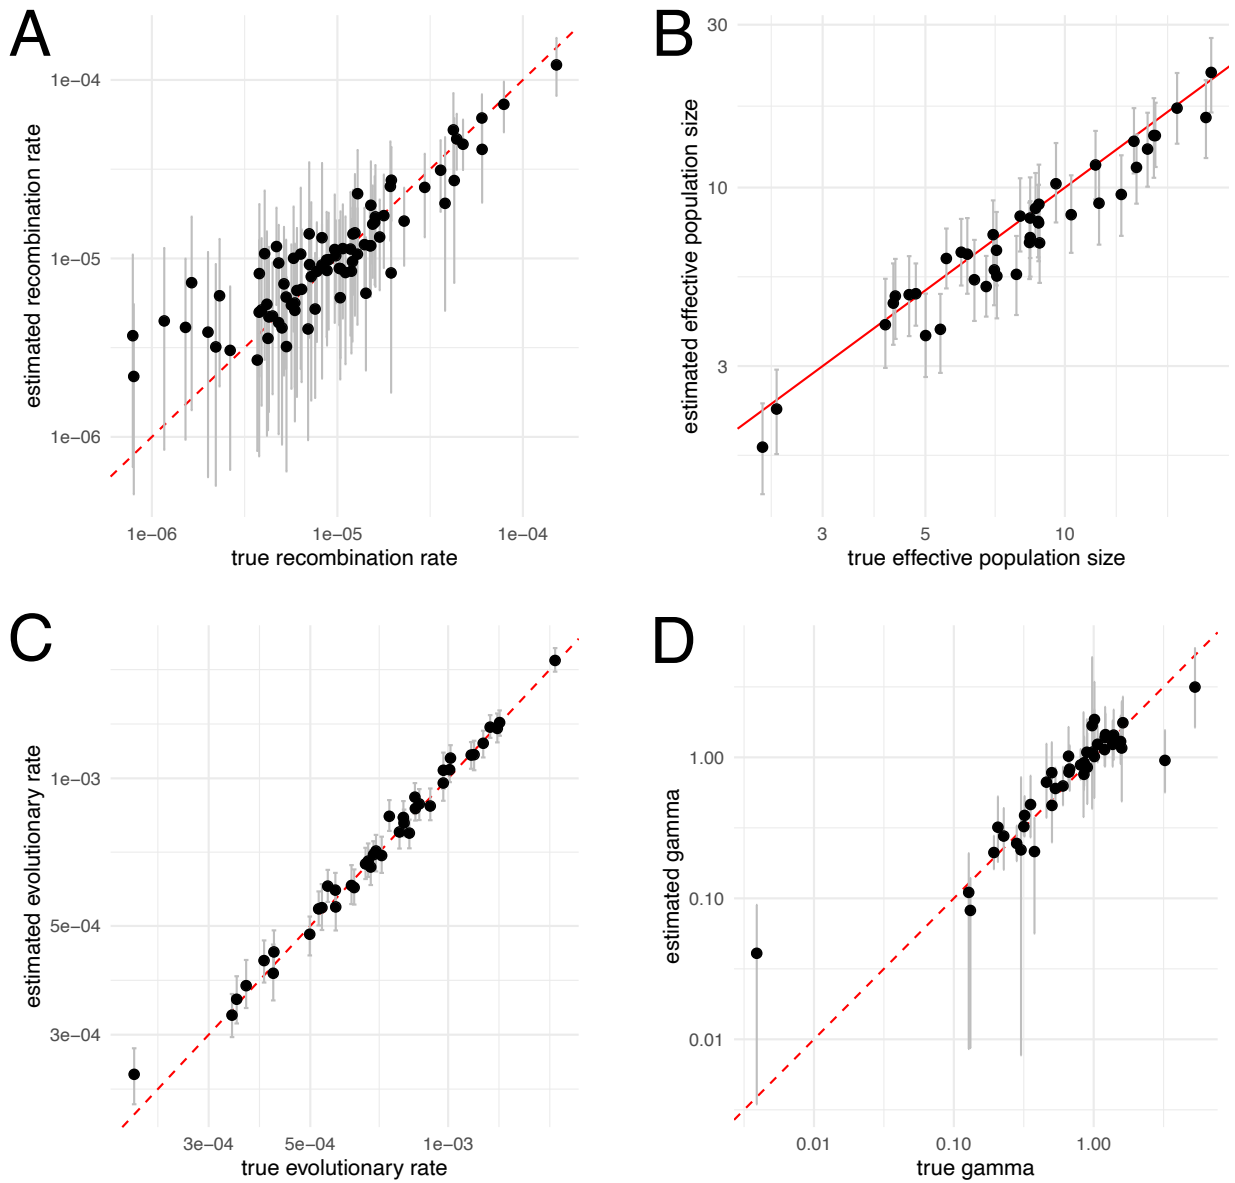 A
estimated recombination rate
1e−04
1e−05
1e−06
1e−06
1e−05
1e−04
true recombination rate
B
estimated effective population size
30
10
3
3
5
10
true effective population size
C
estimated evolutionary rate
1e−03
5e−04
3e−04
3e−04
5e−04
1e−03
true evolutionary rate
D
estimated gamma
1.00
0.10
0.01
0.01
0.10
1.00
true gamma